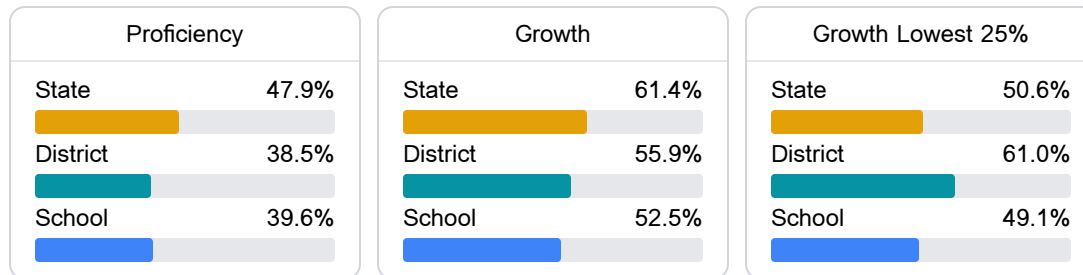 Proficiency
State 47.9%
District 38.5%
School 39.6%
Growth
State 61.4%
District 55.9%
School 52.5%
Growth Lowest 25%
State 50.6%
District 61.0%
School 49.1%